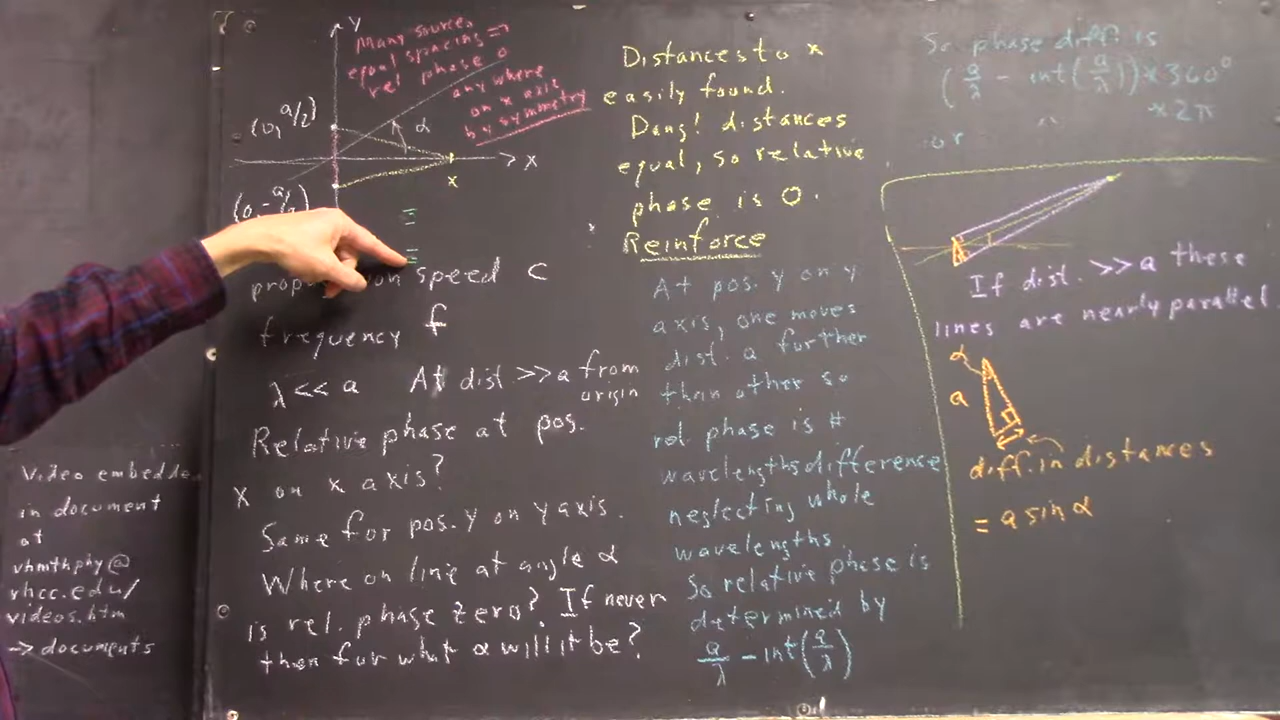 Y
Many sources
equal spacings =>
rel phase 0
any where
on x axis
by symmetry
(0, a/2)
α
> x
x
(0, -a/2)
speed c
frequency f
λ << a At dist >> a from
origin
Relative phase at pos.
x on x axis?
Same for pos. y on y axis.
Where on line at angle α
is rel. phase zero? If never
then for what α will it be?
Video embedded
in document
at
vhmthphy@
vhcc.edu/
videos.htm
-> documents
Distances to x
easily found.
Dang! distances
equal, so relative
phase is 0.
Reinforce
At pos. y on y
axis, one moves
dist. a further
than other so
rel phase is #
wavelengths difference
neglecting whole
wavelengths.
So relative phase is
determined by
a/λ - int(a/λ)
So phase diff. is
(a/λ - int(a/λ)) × 360°
× 2π
or
If dist. >> a these
lines are nearly parallel.
α
a
diff. in distances
= a sin α